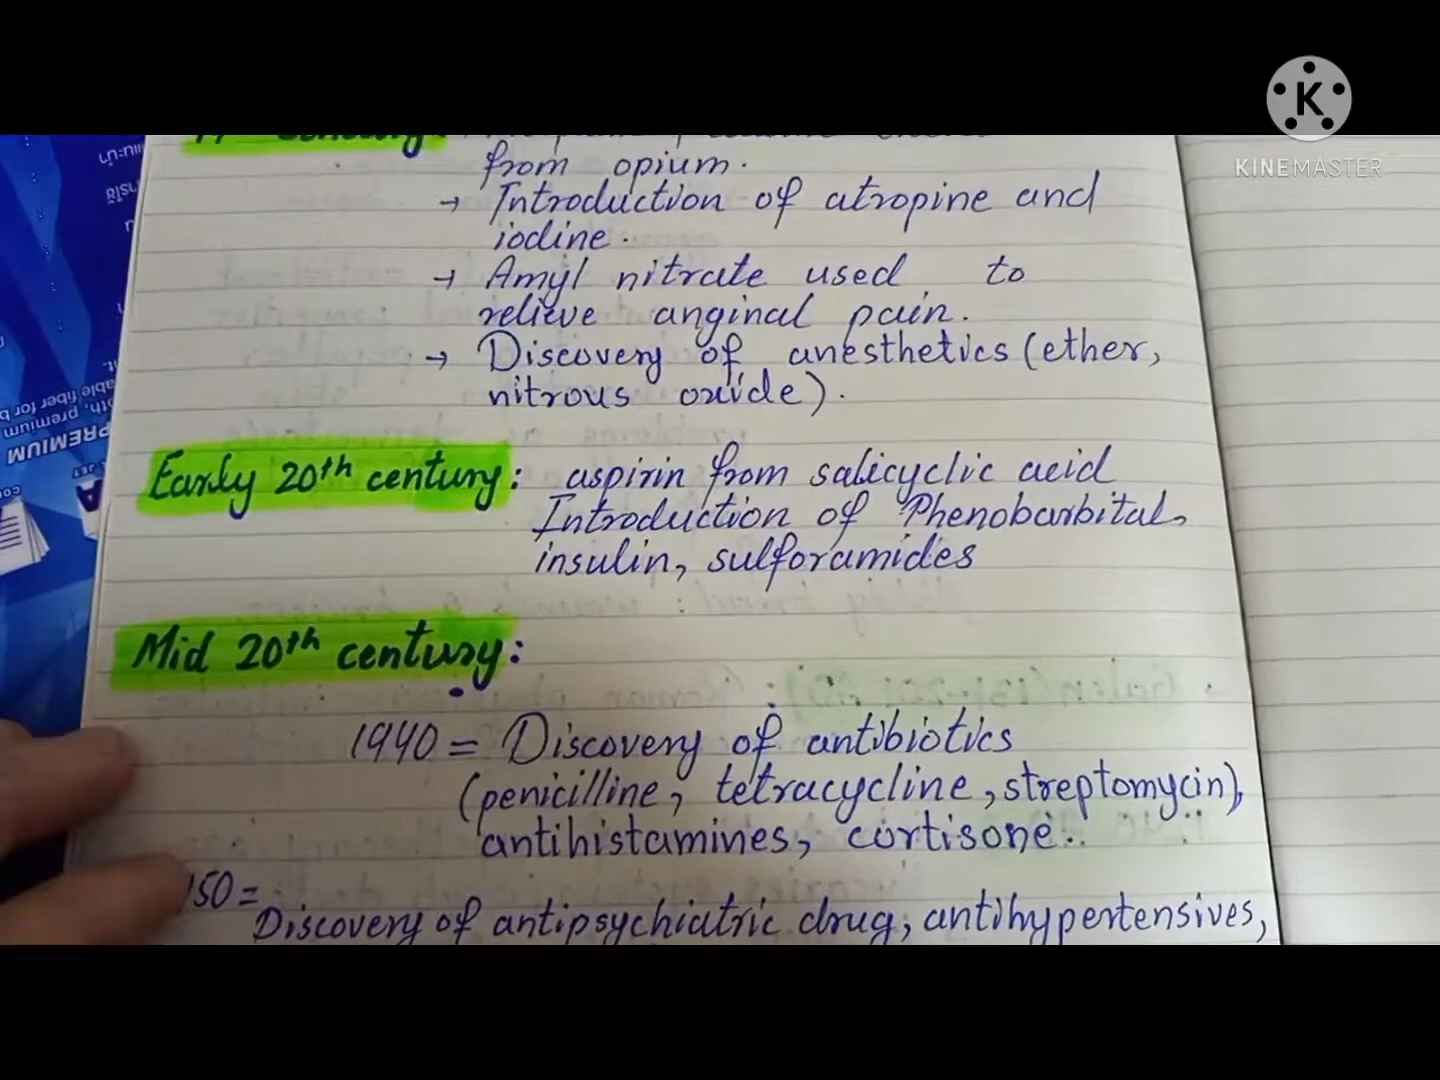 K
KINEMASTER
from opium.
→ Introduction of atropine and
iodine.
→ Amyl nitrate used to
relieve anginal pain.
→ Discovery of anesthetics (ether,
nitrous oxide).
Early 20th century: aspirin from salicyclic acid
Introduction of Phenobarbital,
insulin, sulforamides
Mid 20th century:
1940 = Discovery of antibiotics
(penicilline, tetracycline, streptomycin),
antihistamines, cortisone.
150 =
Discovery of antipsychiatric drug, antihypertensives,
PREMIUM